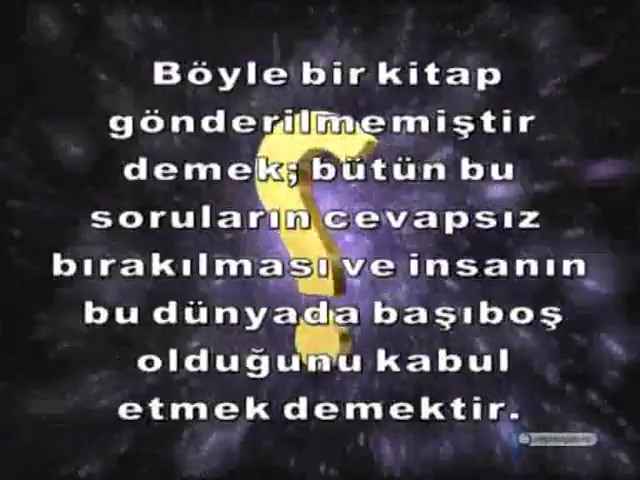 Böyle bir kitap
gönderilmemiştir
demek; bütün bu
soruların cevapsız
bırakılması ve insanın
bu dünyada başıboş
olduğunu kabul
etmek demektir.